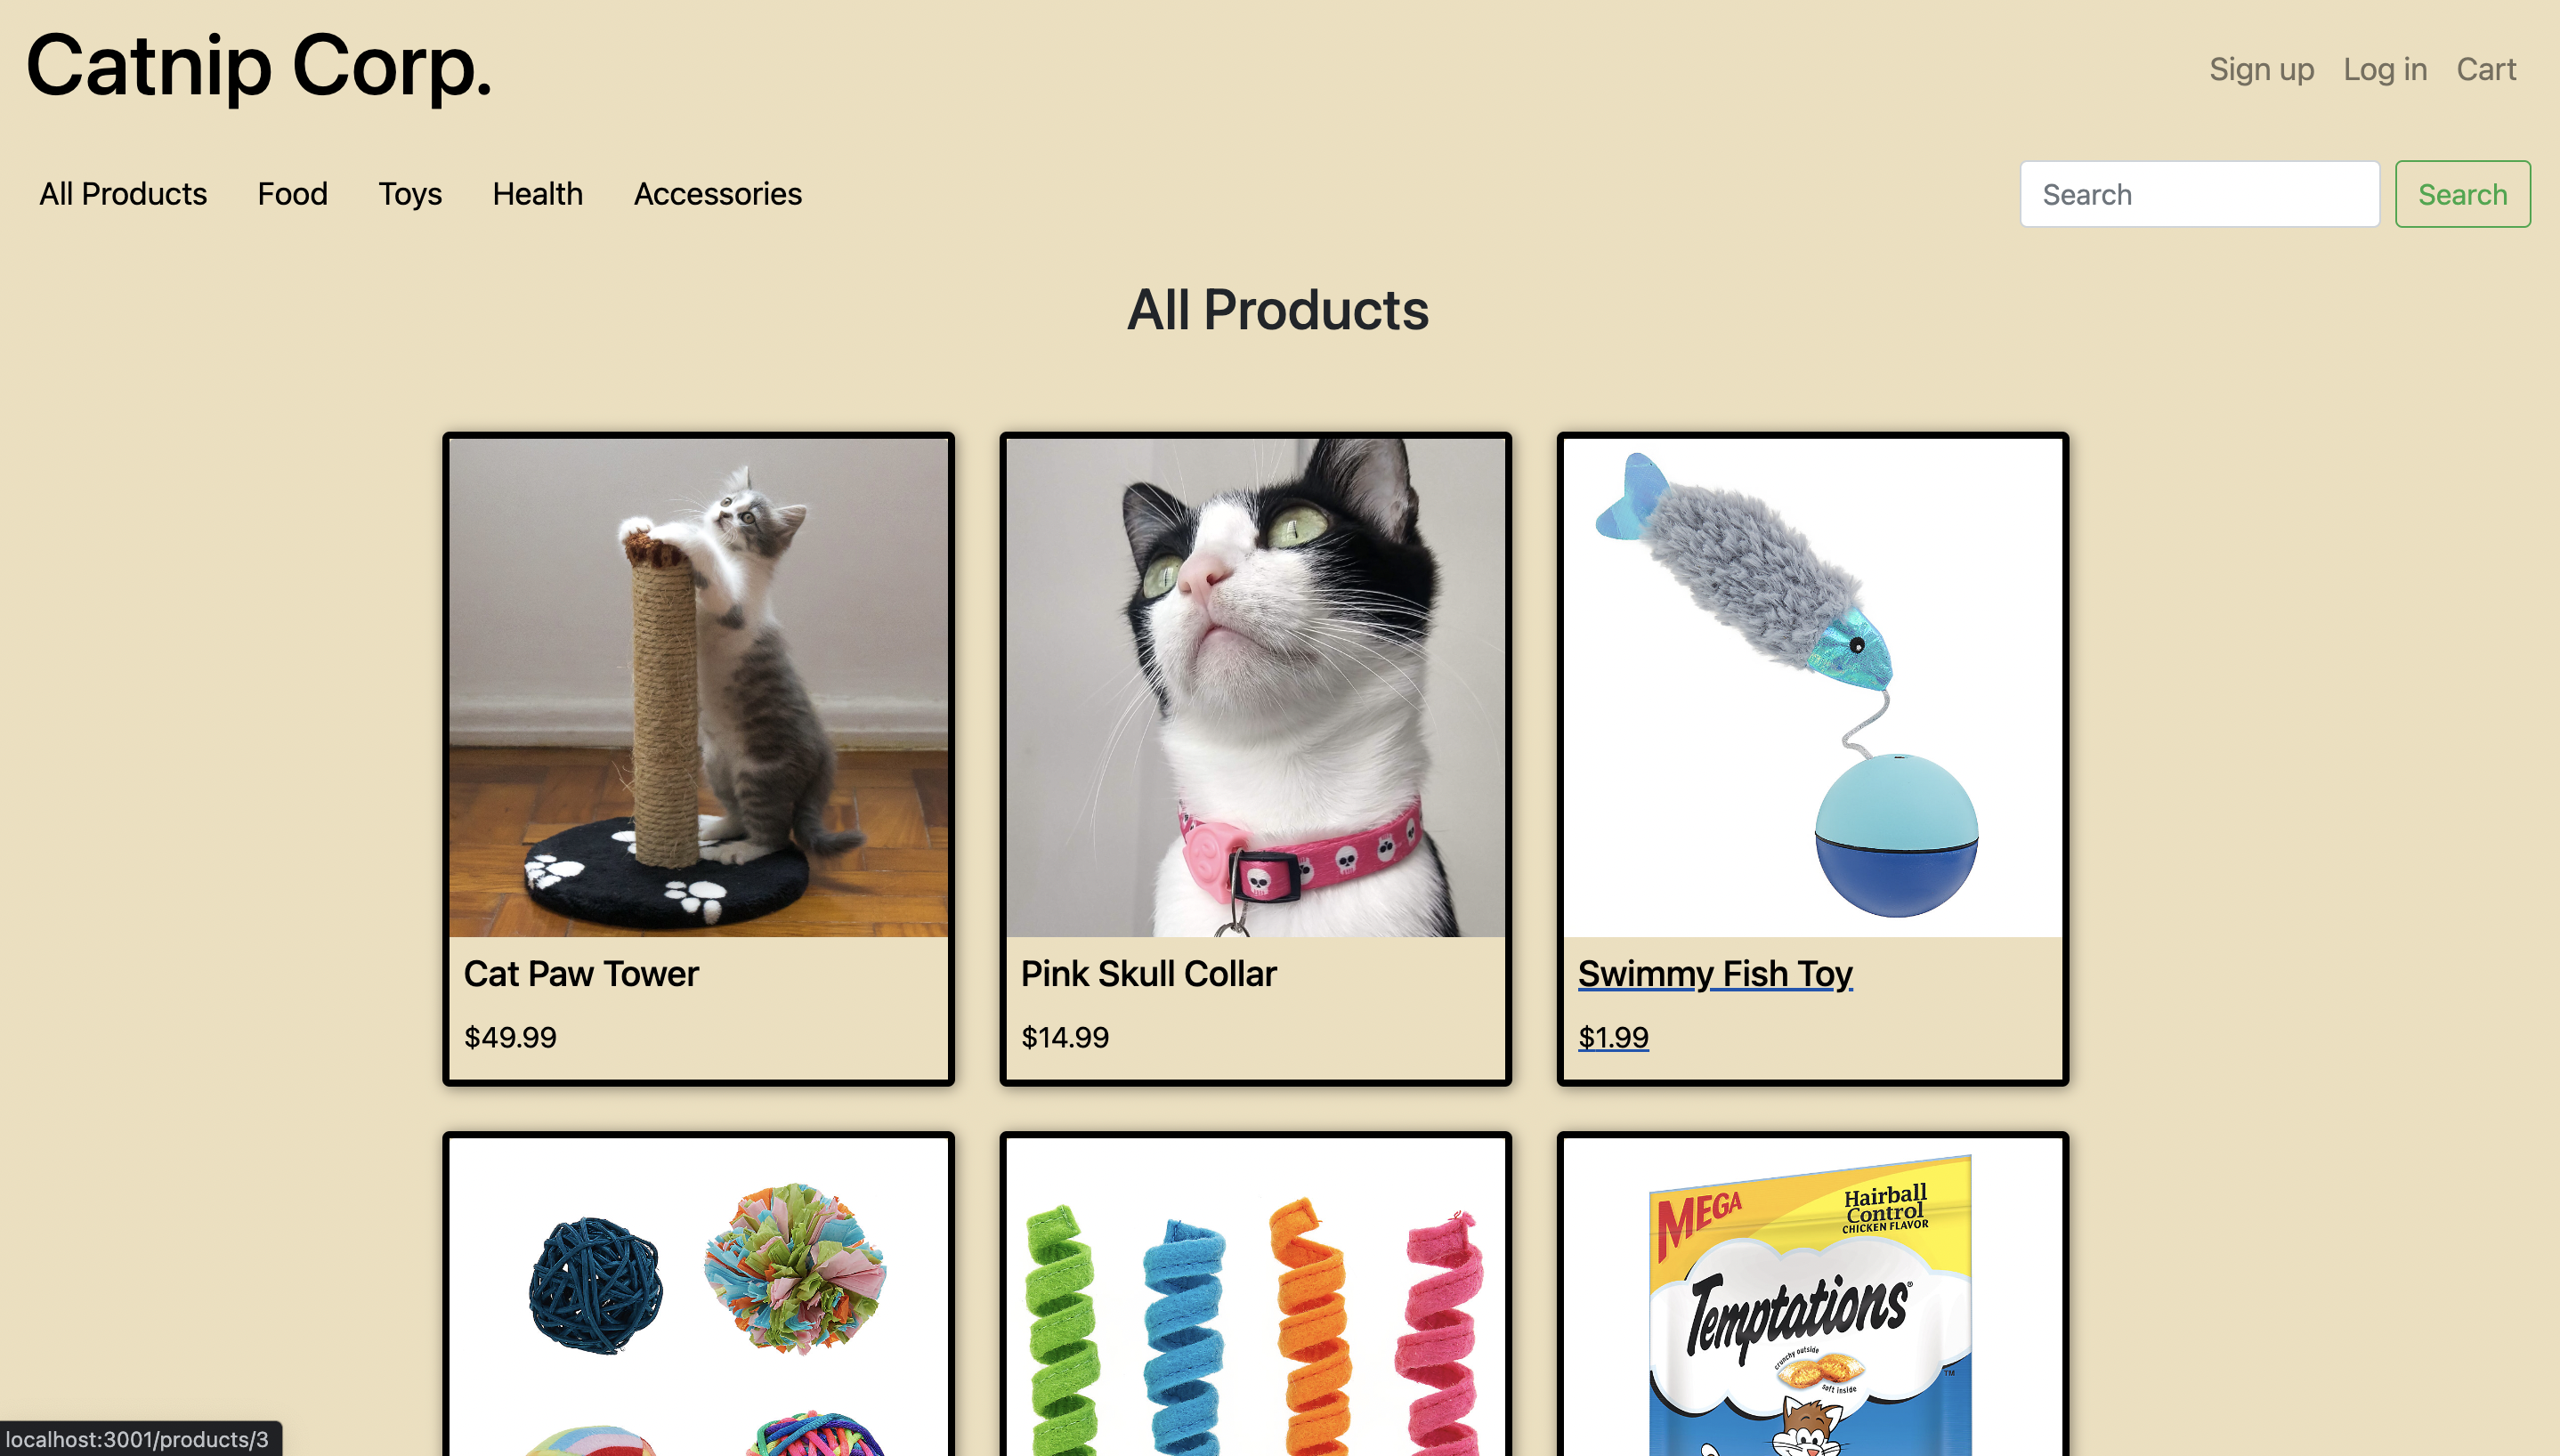 Catnip Corp.
Sign up Log in Cart
All Products Food Toys Health Accessories
Search Search
All Products
Cat Paw Tower Pink Skull Collar Swimmy Fish Toy
$49.99 $14.99 $1.99
MEGA
Hairball
Control
CHICKEN FLAVOR
Temptations®
crunchy outside
soft inside
™
localhost:3001/products/3